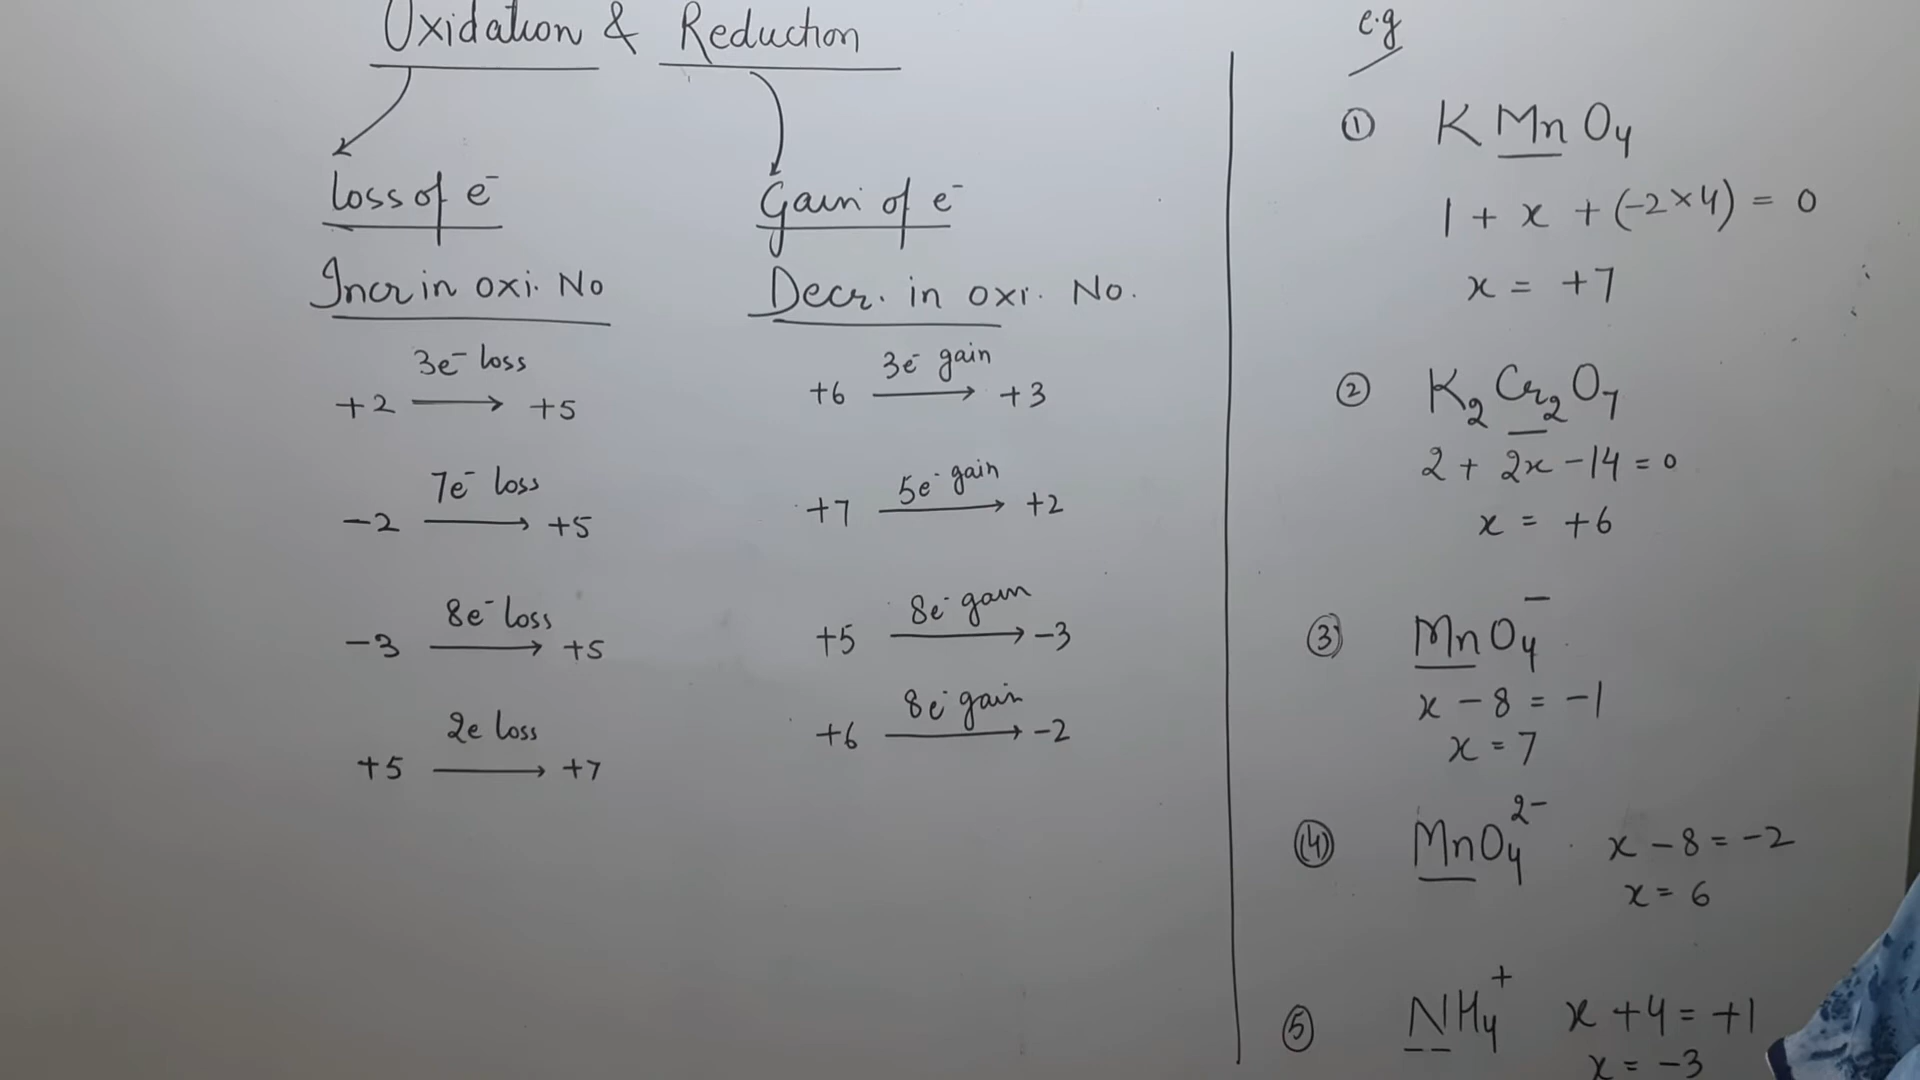 Oxidation & Reduction
loss of e⁻
Gain of e⁻
Incr in oxi. No
Decr. in oxi. No.
3e⁻ loss
+2 ⟶ +5
7e⁻ loss
−2 ⟶ +5
8e⁻ loss
−3 ⟶ +5
2e loss
+5 ⟶ +7
3e⁻ gain
+6 ⟶ +3
5e⁻ gain
+7 ⟶ +2
8e⁻ gain
+5 ⟶ −3
8e⁻ gain
+6 ⟶ −2
e.g
① KMnO₄
1 + x + (−2×4) = 0
x = +7
② K₂Cr₂O₇
2 + 2x − 14 = 0
x = +6
③ MnO₄⁻
x − 8 = −1
x = 7
④ MnO₄²⁻ x − 8 = −2
x = 6
⑤ NH₄⁺ x + 4 = +1
x = −3